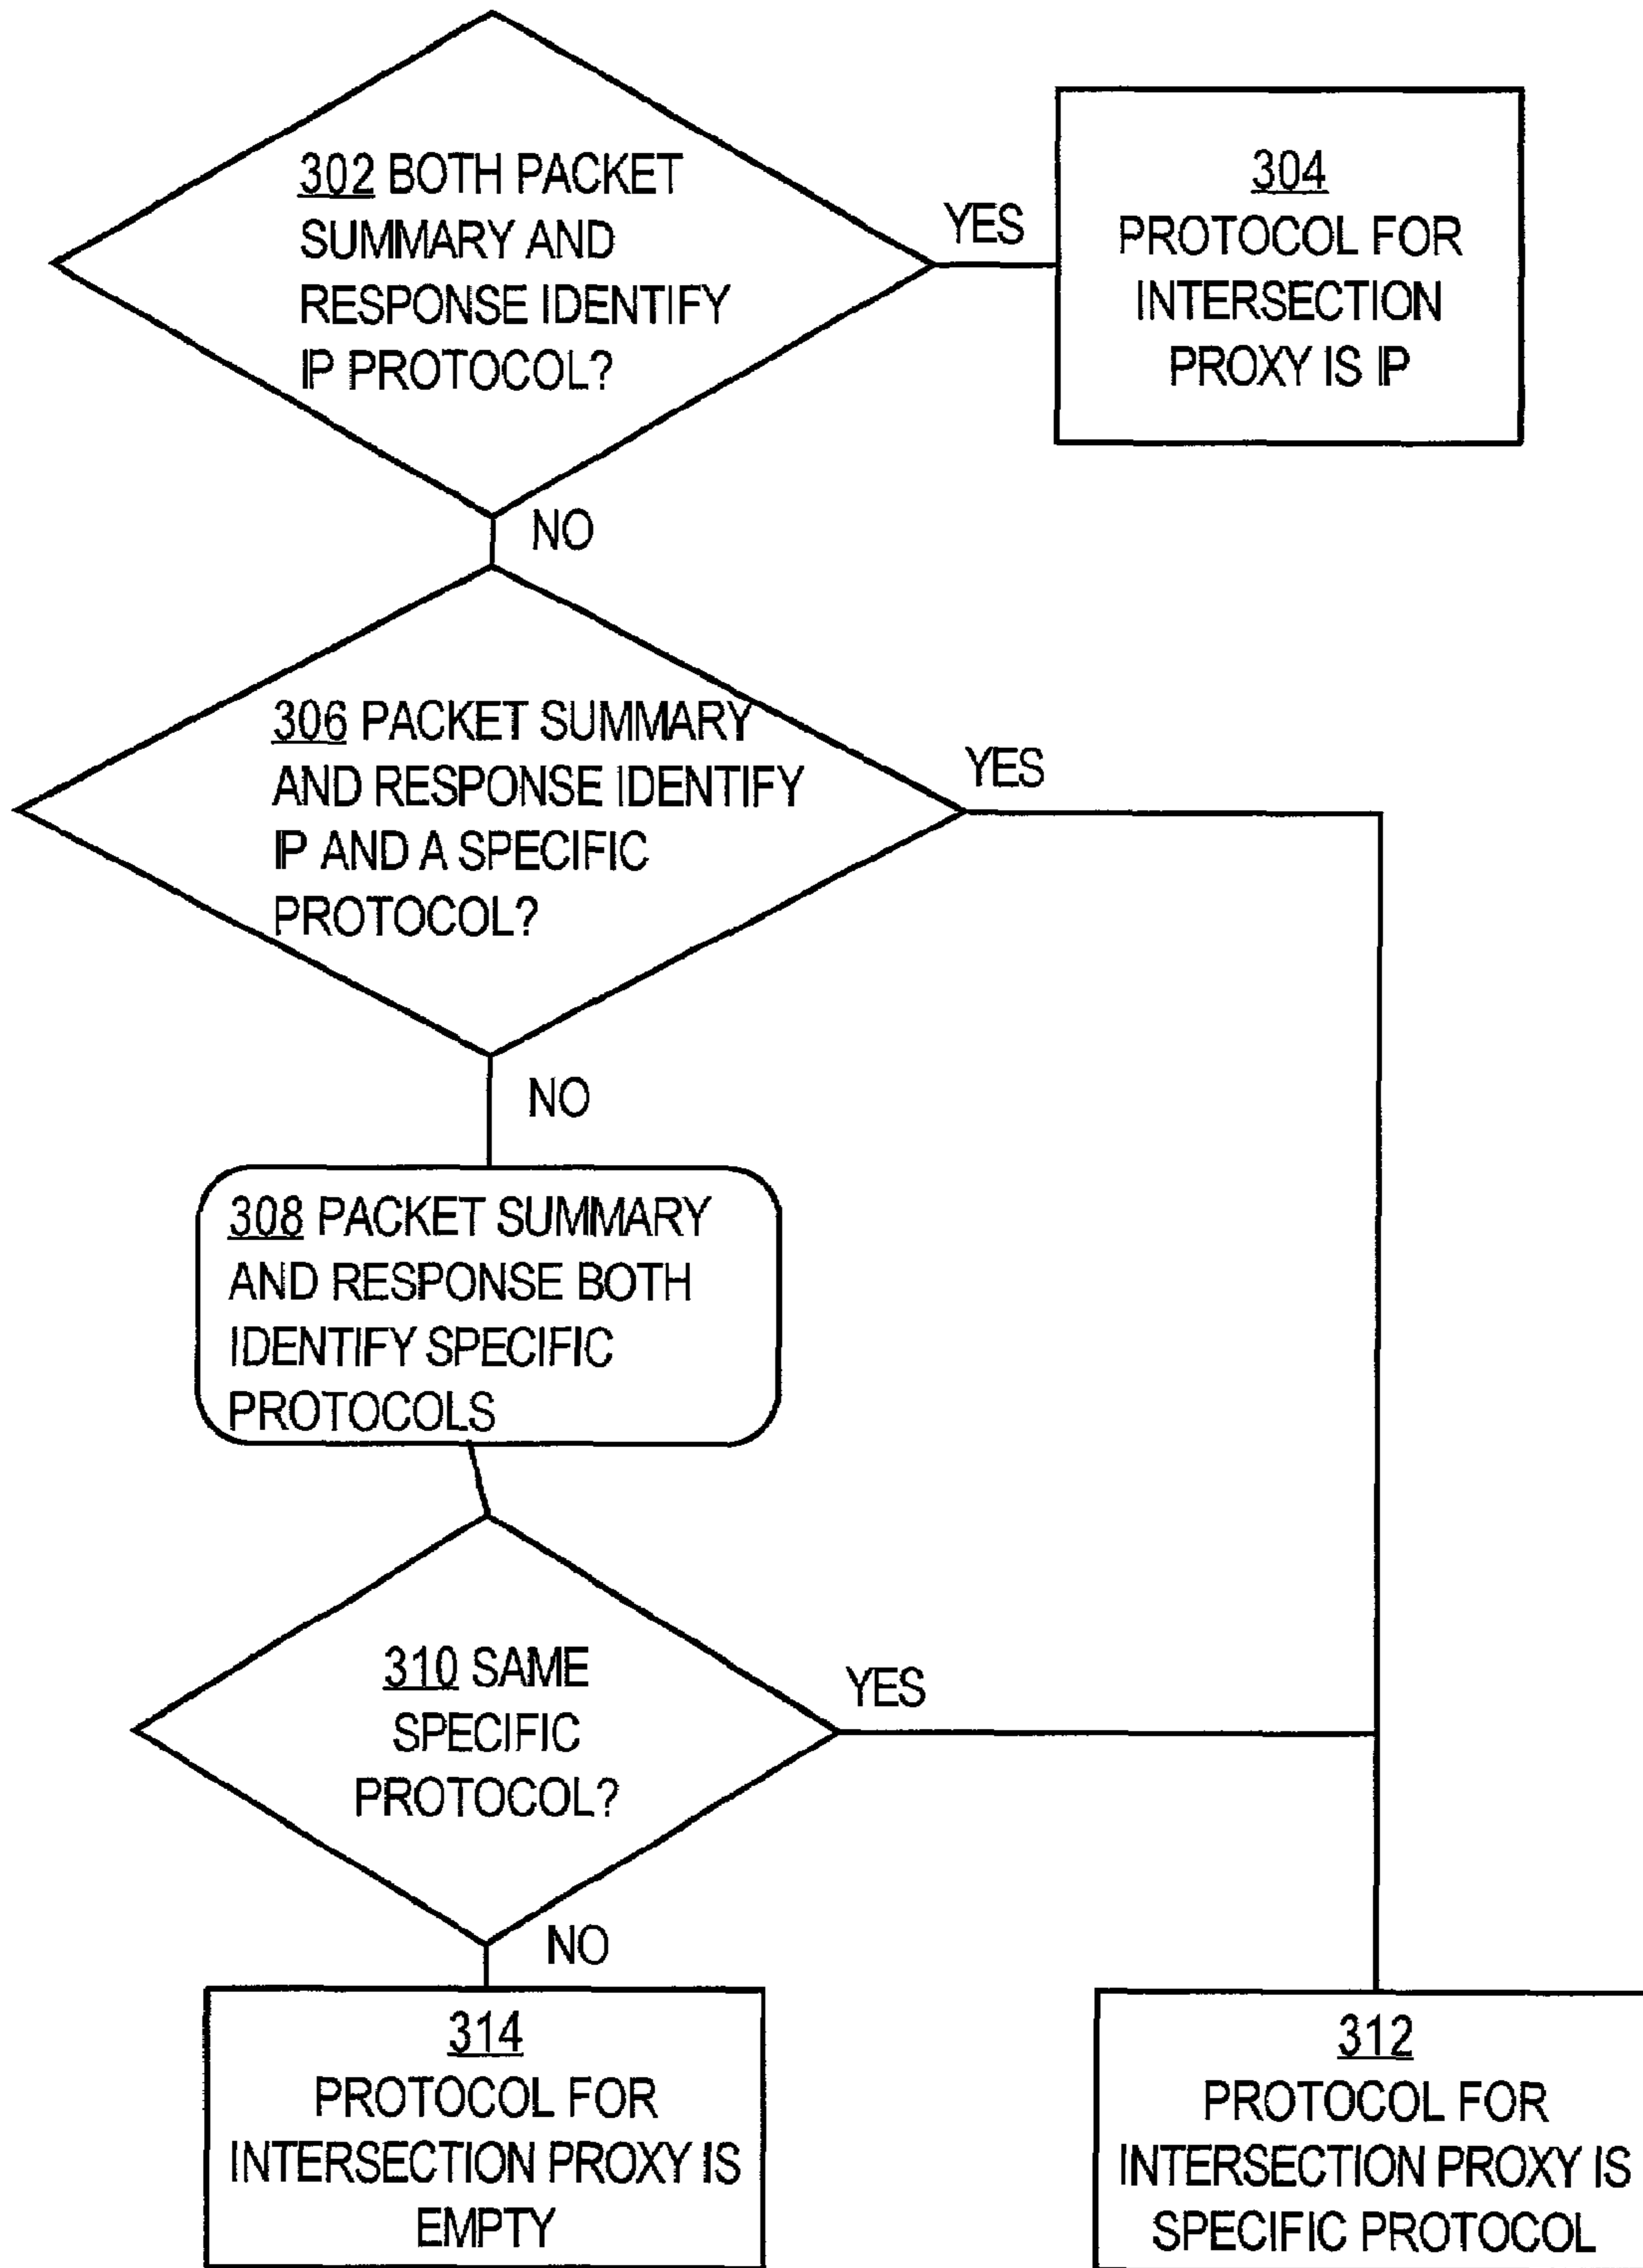 302 BOTH PACKET
SUMMARY AND
RESPONSE IDENTIFY
IP PROTOCOL?
YES
304
PROTOCOL FOR
INTERSECTION
PROXY IS IP
NO
306 PACKET SUMMARY
AND RESPONSE IDENTIFY
IP AND A SPECIFIC
PROTOCOL?
YES
NO
308 PACKET SUMMARY
AND RESPONSE BOTH
IDENTIFY SPECIFIC
PROTOCOLS
310 SAME
SPECIFIC
PROTOCOL?
YES
NO
314
PROTOCOL FOR
INTERSECTION PROXY IS
EMPTY
312
PROTOCOL FOR
INTERSECTION PROXY IS
SPECIFIC PROTOCOL